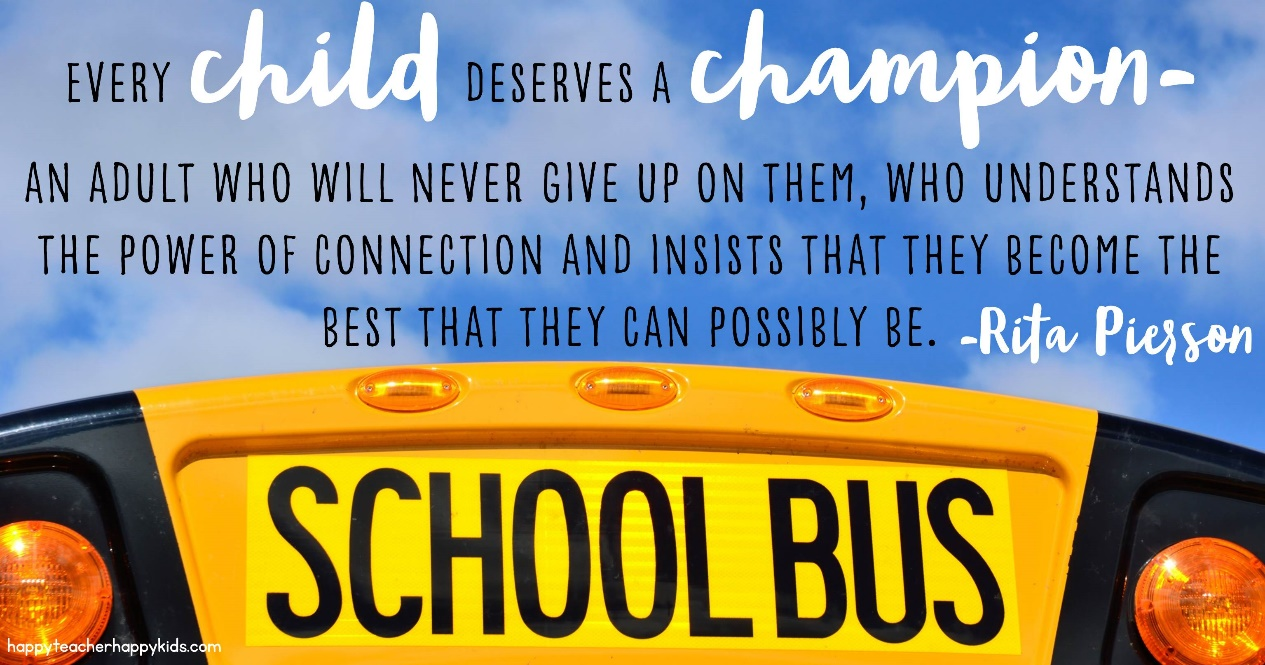 EVERY child DESERVES A champion-
AN ADULT WHO WILL NEVER GIVE UP ON THEM, WHO UNDERSTANDS
THE POWER OF CONNECTION AND INSISTS THAT THEY BECOME THE
BEST THAT THEY CAN POSSIBLY BE. -Rita Pierson
SCHOOL BUS
happyteacherhappykids.com